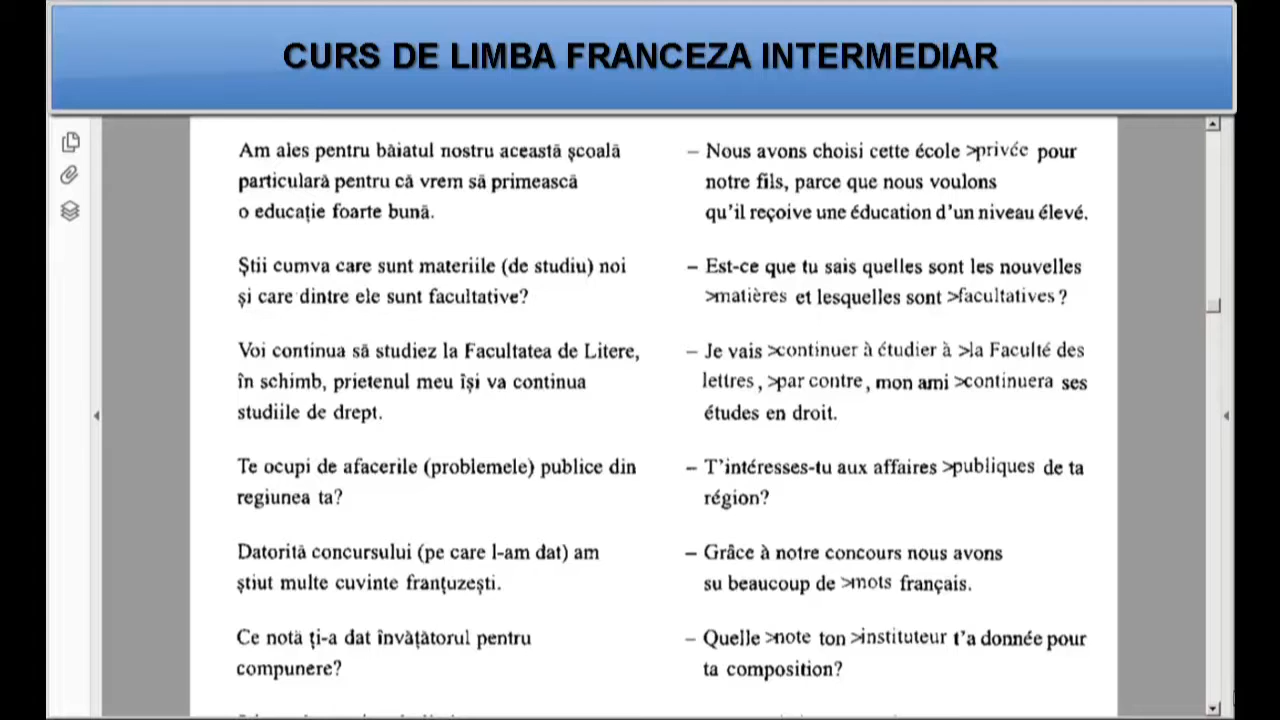 CURS DE LIMBA FRANCEZA INTERMEDIAR
Am ales pentru băiatul nostru această școală
particulară pentru că vrem să primească
o educație foarte bună.
– Nous avons choisi cette école >privée pour
notre fils, parce que nous voulons
qu’il reçoive une éducation d’un niveau élevé.
Știi cumva care sunt materiile (de studiu) noi
și care dintre ele sunt facultative?
– Est-ce que tu sais quelles sont les nouvelles
>matières et lesquelles sont >facultatives ?
Voi continua să studiez la Facultatea de Litere,
în schimb, prietenul meu își va continua
studiile de drept.
– Je vais >continuer à étudier à >la Faculté des
lettres , >par contre , mon ami >continuera ses
études en droit.
Te ocupi de afacerile (problemele) publice din
regiunea ta?
– T’intéresses-tu aux affaires >publiques de ta
région?
Datorită concursului (pe care l-am dat) am
știut multe cuvinte franțuzești.
– Grâce à notre concours nous avons
su beaucoup de >mots français.
Ce notă ți-a dat învățătorul pentru
compunere?
– Quelle >note ton >instituteur t’a donnée pour
ta composition?